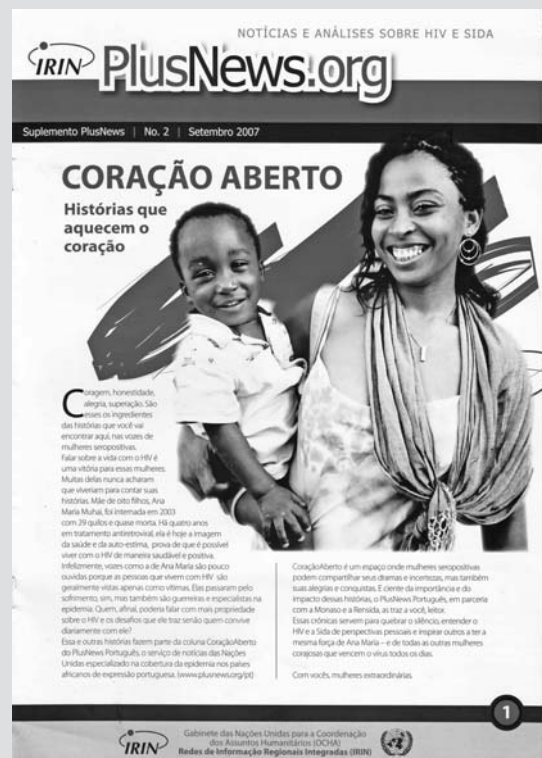 NOTÍCIAS E ANÁLISES SOBRE HIV E SIDA
IRIN PlusNews.org
Suplemento PlusNews | No. 2 | Setembro 2007
CORAÇÃO ABERTO
Histórias que
aquecem o
coração
Coragem, honestidade,
alegria, superação. São
esses os ingredientes
das histórias que você vai
encontrar aqui, nas vozes de
mulheres seropositivas.
Falar sobre a vida com o HIV é
uma vitória para essas mulheres.
Muitas delas nunca acharam
que viveriam para contar suas
histórias. Mãe de oito filhos, Ana
Maria Muhai, foi internada em 2003
com 29 quilos e quase morta. Há quatro anos
em tratamento antiretroviral, ela é hoje a imagem
da saúde e da auto-estima, prova de que é possível
viver com o HIV de maneira saudável e positiva.
Infelizmente, vozes como a de Ana Maria são pouco
ouvidas porque as pessoas que vivem com HIV são
geralmente vistas apenas como vítimas. Elas passaram pelo
sofrimento, sim, mas também são guerreiras e especialistas na
epidemia. Quem, afinal, poderia falar com mais propriedade
sobre o HIV e os desafios que ele traz senão quem convive
diariamente com ele?
Essa e outras histórias fazem parte da coluna CoraçãoAberto
do PlusNews Português, o serviço de notícias das Nações
Unidas especializado na cobertura da epidemia nos países
africanos de expressão portuguesa. (www.plusnews.org/pt)
CoraçãoAberto é um espaço onde mulheres seropositivas
podem compartilhar seus dramas e incertezas, mas também
suas alegrias e conquistas. E ciente da importância e do
impacto dessas histórias, o PlusNews Português, em parceria
com a Monaso e a Rensida, as traz a você, leitor.
Essas crônicas servem para quebrar o silêncio, entender o
HIV e a Sida de perspectivas pessoais e inspirar outros a ter a
mesma força de Ana Maria – e de todas as outras mulheres
corajosas que vencem o vírus todos os dias.
Com vocês, mulheres extraordinárias.
1
IRIN
Gabinete das Nações Unidas para a Coordenação
dos Assuntos Humanitários (OCHA)
Redes de Informação Regionais Integradas (IRIN)